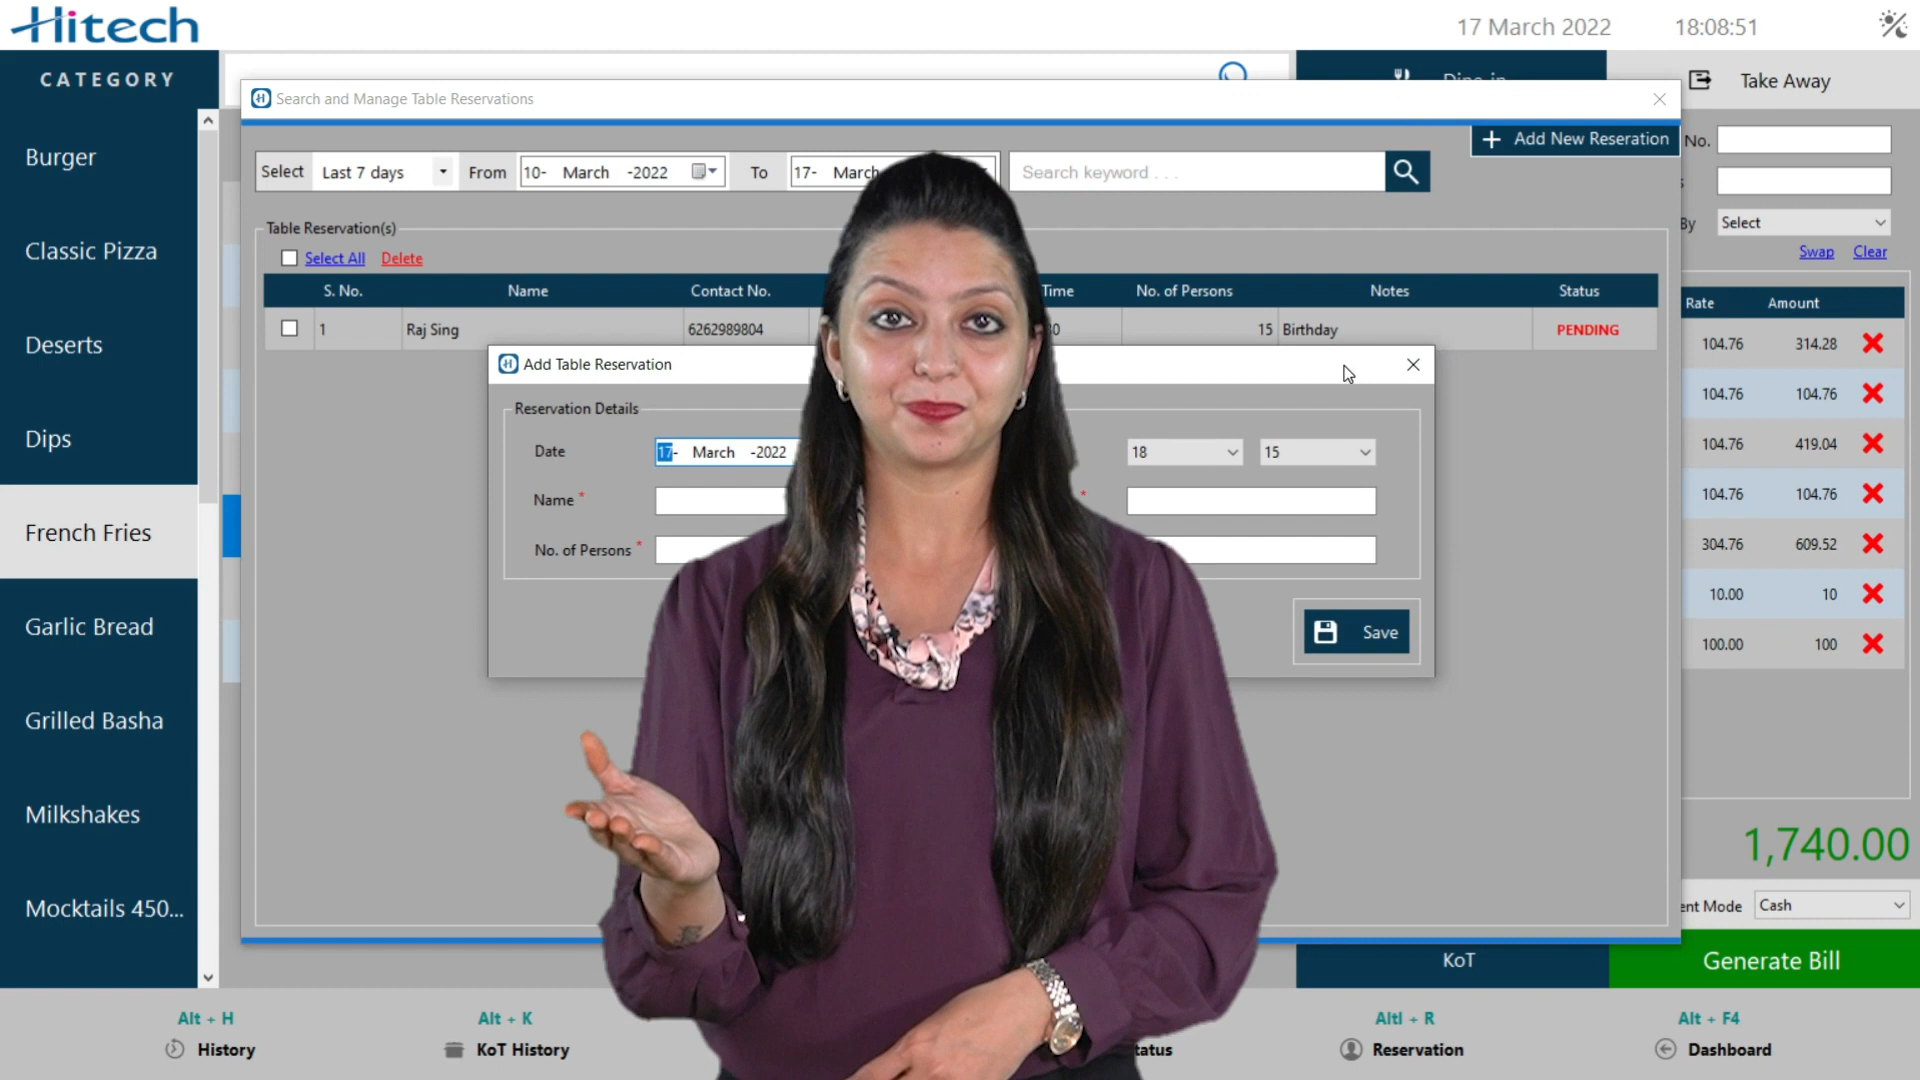 Hitech
17 March 2022 18:08:51
CATEGORY
Burger
Classic Pizza
Deserts
Dips
French Fries
Garlic Bread
Grilled Basha
Milkshakes
Mocktails 450...
Take Away
Search and Manage Table Reservations
Add New Reseration
Select Last 7 days From 10- March -2022 To 17- March
Search keyword . . .
Table Reservation(s)
Select All Delete
S. No. Name Contact No. Time No. of Persons Notes Status
1 Raj Sing 6262989804 15 Birthday PENDING
Add Table Reservation
Reservation Details
Date 17- March -2022 18 15
Name *
*
No. of Persons *
Save
No.
By Select
Swap Clear
Rate Amount
104.76 314.28
104.76 104.76
104.76 419.04
104.76 104.76
304.76 609.52
10.00 10
100.00 100
1,740.00
Mode Cash
KoT Generate Bill
Alt + H
History
Alt + K
KoT History
Altl + R
Reservation
Alt + F4
Dashboard